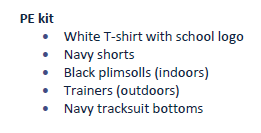 PE kit
• White T-shirt with school logo
• Navy shorts
• Black plimsolls (indoors)
• Trainers (outdoors)
• Navy tracksuit bottoms